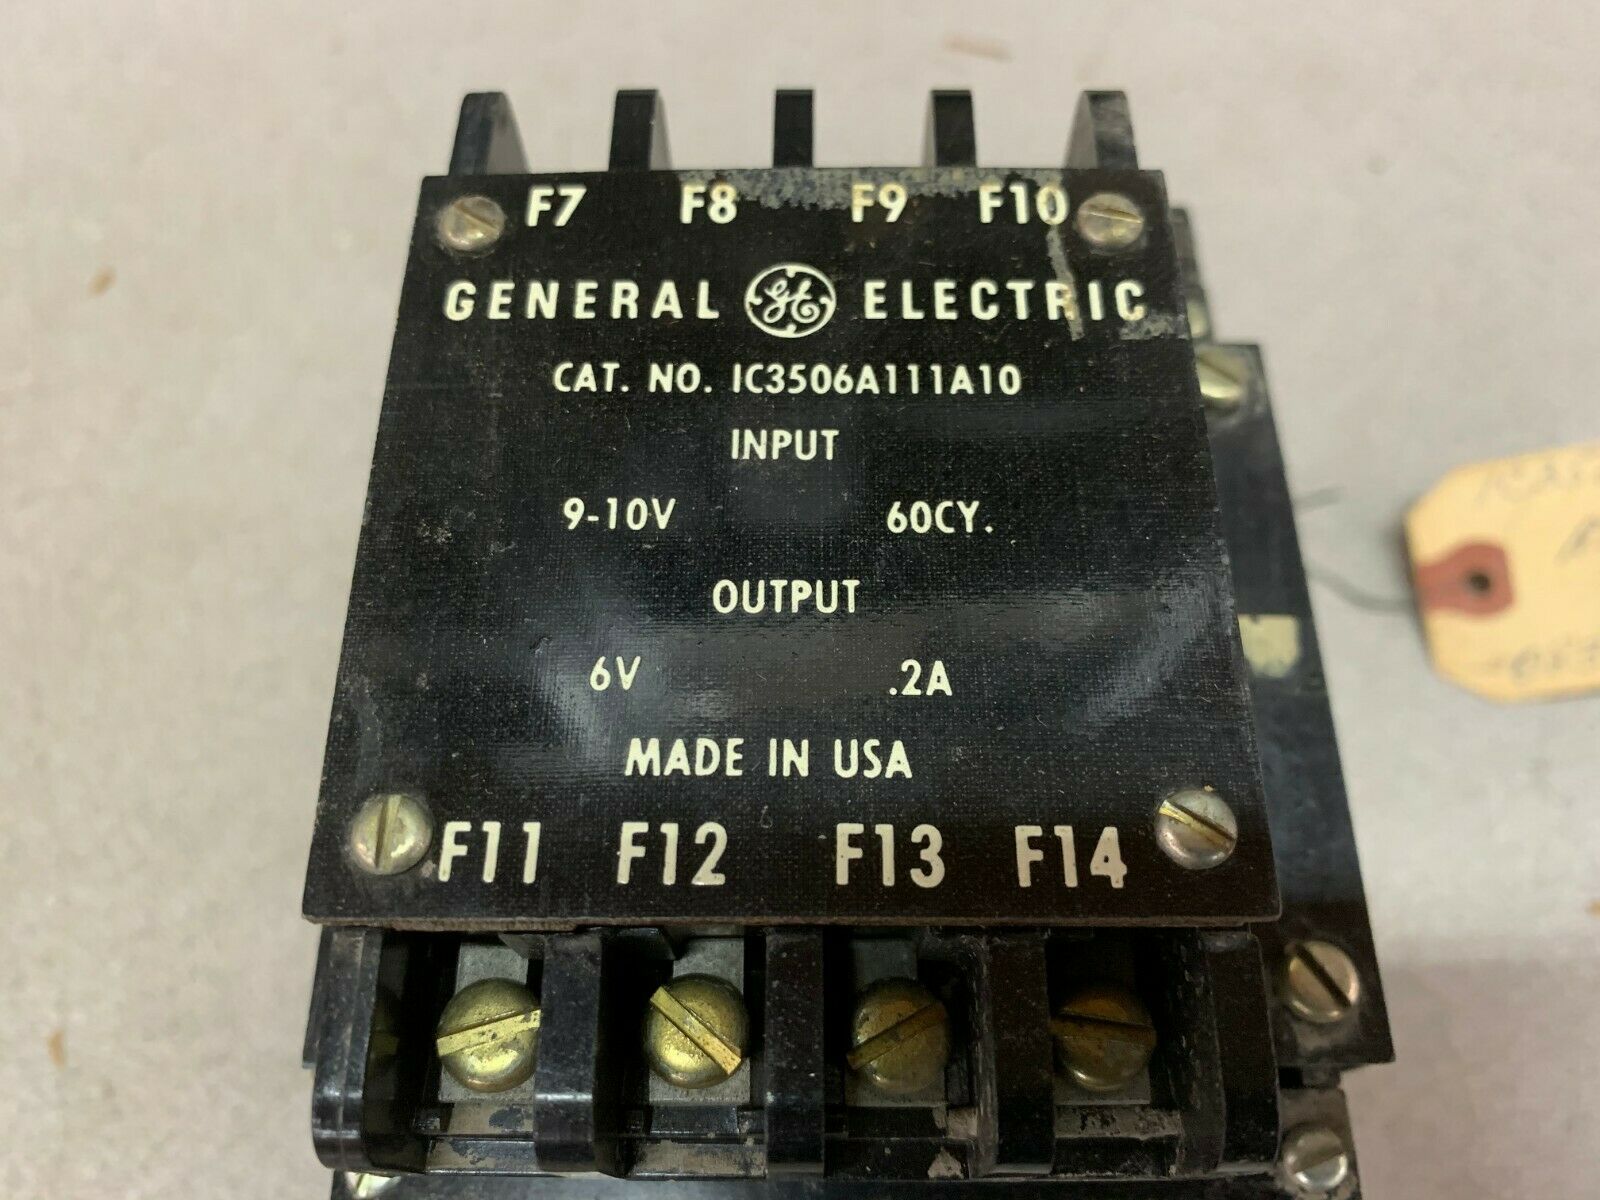 F7 F8 F9 F10
GENERAL GE ELECTRIC
CAT. NO. IC3506A111A10
INPUT
9-10V 60CY.
OUTPUT
6V .2A
MADE IN USA
F11 F12 F13 F14